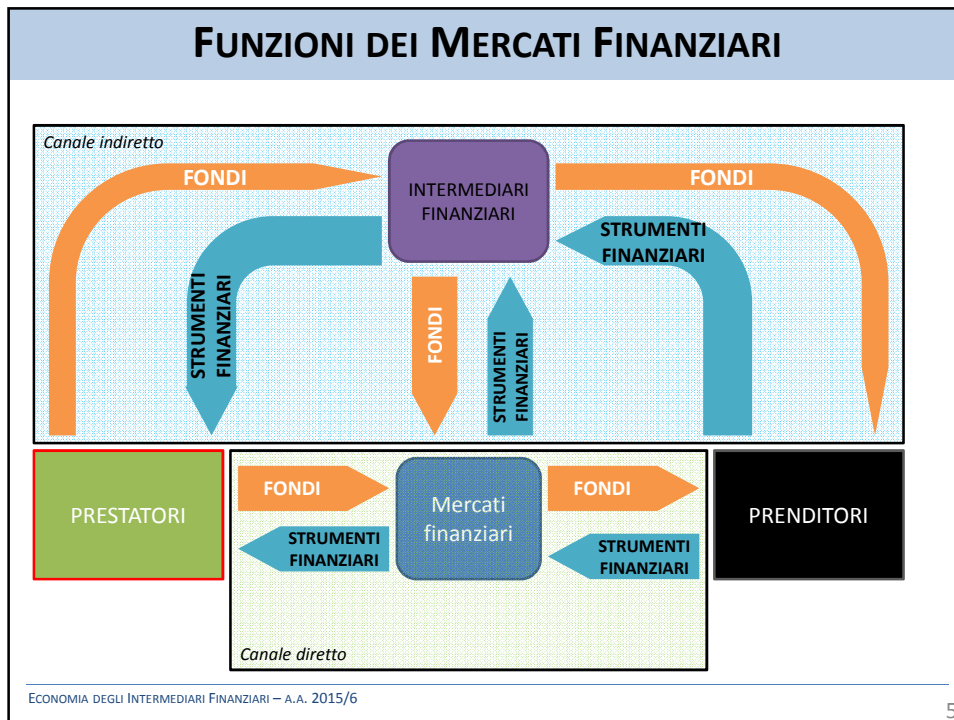 FUNZIONI DEI MERCATI FINANZIARI
Canale indiretto
FONDI
INTERMEDIARI
FINANZIARI
FONDI
STRUMENTI
FINANZIARI
STRUMENTI
FINANZIARI
FONDI
STRUMENTI
FINANZIARI
PRESTATORI
FONDI
STRUMENTI
FINANZIARI
Mercati
finanziari
FONDI
STRUMENTI
FINANZIARI
PRENDITORI
Canale diretto
ECONOMIA DEGLI INTERMEDIARI FINANZIARI – A.A. 2015/6
5